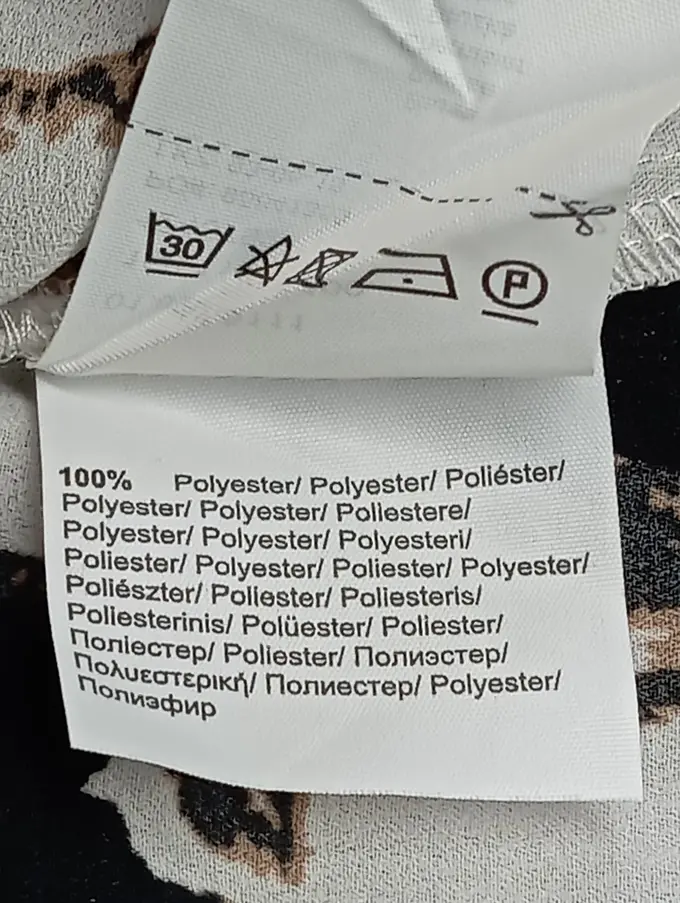 30
P
100% Polyester/ Polyester/ Poliéster/
Polyester/ Polyester/ Poliestere/
Polyester/ Polyester/ Polyesteri/
Poliester/ Polyester/ Poliester/ Polyester/
Poliészter/ Poliester/ Poliesteris/
Poliesterinis/ Polüester/ Poliester/
Поліестер/ Poliester/ Полиэстер/
Πολυεστερική/ Полиестер/ Polyester/
Полиэфир